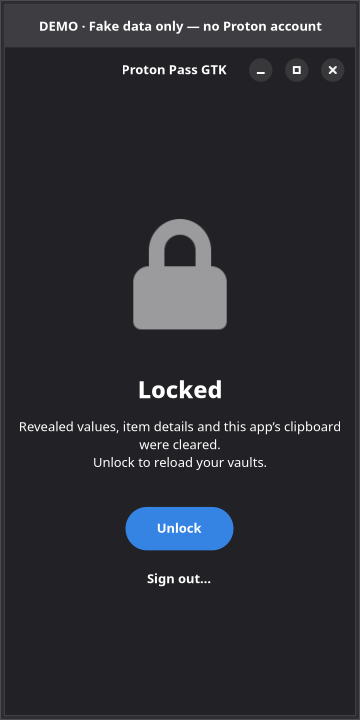 DEMO · Fake data only — no Proton account
Proton Pass GTK
Locked
Revealed values, item details and this app’s clipboard
were cleared.
Unlock to reload your vaults.
Unlock
Sign out…